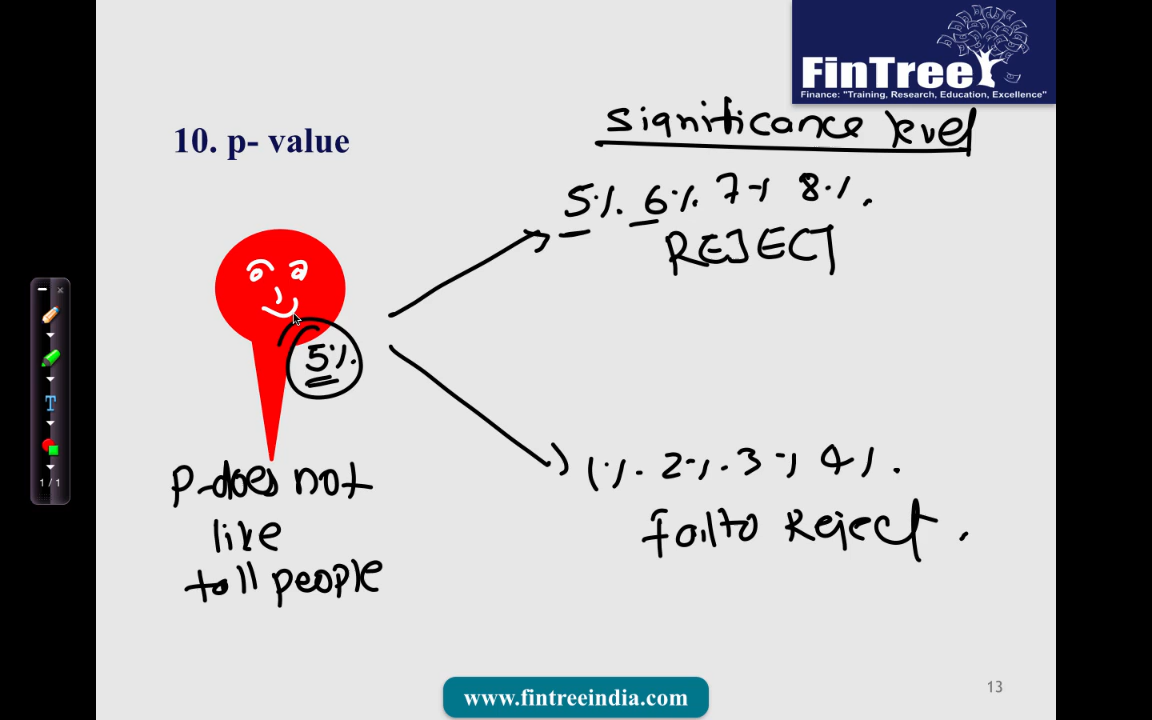 FinTree
Finance: "Training, Research, Education, Excellence"
significance level
10. p- value
5%. 6%. 7% 8%.
REJECT
5%.
1%. 2%. 3% 4%.
p-does not
like
tall people
fail to Reject.
1/1
13
www.fintreeindia.com